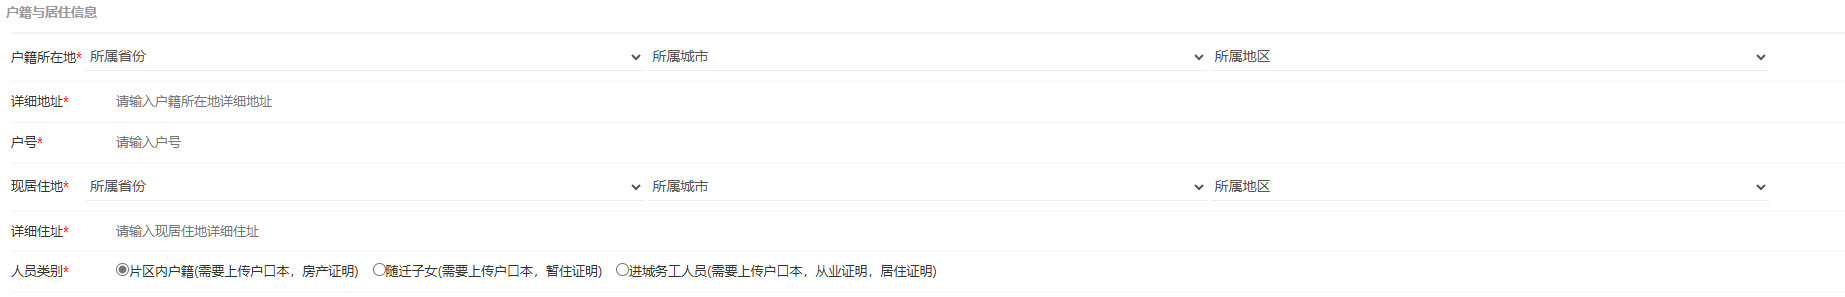 户籍与居住信息
户籍所在地* 所属省份 所属城市 所属地区
详细地址* 请输入户籍所在地详细地址
户号* 请输入户号
现居住地* 所属省份 所属城市 所属地区
详细住址* 请输入现居住地详细住址
人员类别* 片区内户籍(需要上传户口本，房产证明) 随迁子女(需要上传户口本，暂住证明) 进城务工人员(需要上传户口本，从业证明，居住证明)